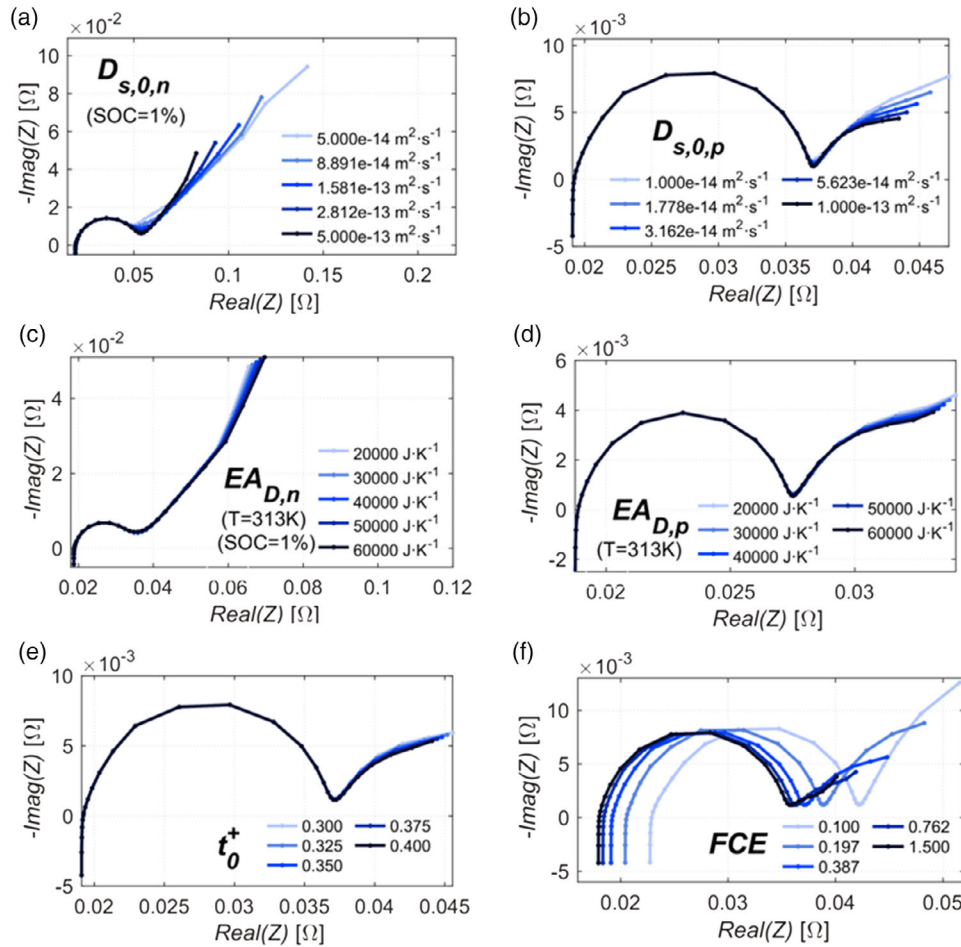 (a)
× 10⁻²
10
8
6
4
2
0
-Imag(Z) [Ω]
D_{s,0,n}
(SOC=1%)
5.000e-14 m²·s⁻¹
8.891e-14 m²·s⁻¹
1.581e-13 m²·s⁻¹
2.812e-13 m²·s⁻¹
5.000e-13 m²·s⁻¹
0.05 0.1 0.15 0.2
Real(Z) [Ω]
(b)
× 10⁻³
10
5
0
-5
-Imag(Z) [Ω]
D_{s,0,p}
1.000e-14 m²·s⁻¹
1.778e-14 m²·s⁻¹
3.162e-14 m²·s⁻¹
5.623e-14 m²·s⁻¹
1.000e-13 m²·s⁻¹
0.02 0.025 0.03 0.035 0.04 0.045
Real(Z) [Ω]
(c)
× 10⁻²
4
2
0
-Imag(Z) [Ω]
EA_{D,n}
(T=313K)
(SOC=1%)
20000 J·K⁻¹
30000 J·K⁻¹
40000 J·K⁻¹
50000 J·K⁻¹
60000 J·K⁻¹
0.02 0.04 0.06 0.08 0.1 0.12
Real(Z) [Ω]
(d)
× 10⁻³
6
4
2
0
-2
-Imag(Z) [Ω]
EA_{D,p}
(T=313K)
20000 J·K⁻¹
30000 J·K⁻¹
40000 J·K⁻¹
50000 J·K⁻¹
60000 J·K⁻¹
0.02 0.025 0.03
Real(Z) [Ω]
(e)
× 10⁻³
10
5
0
-5
-Imag(Z) [Ω]
t₀⁺
0.300
0.325
0.350
0.375
0.400
0.02 0.025 0.03 0.035 0.04 0.045
Real(Z) [Ω]
(f)
× 10⁻³
10
5
0
-5
-Imag(Z) [Ω]
FCE
0.100
0.197
0.387
0.762
1.500
0.02 0.03 0.04 0.05
Real(Z) [Ω]